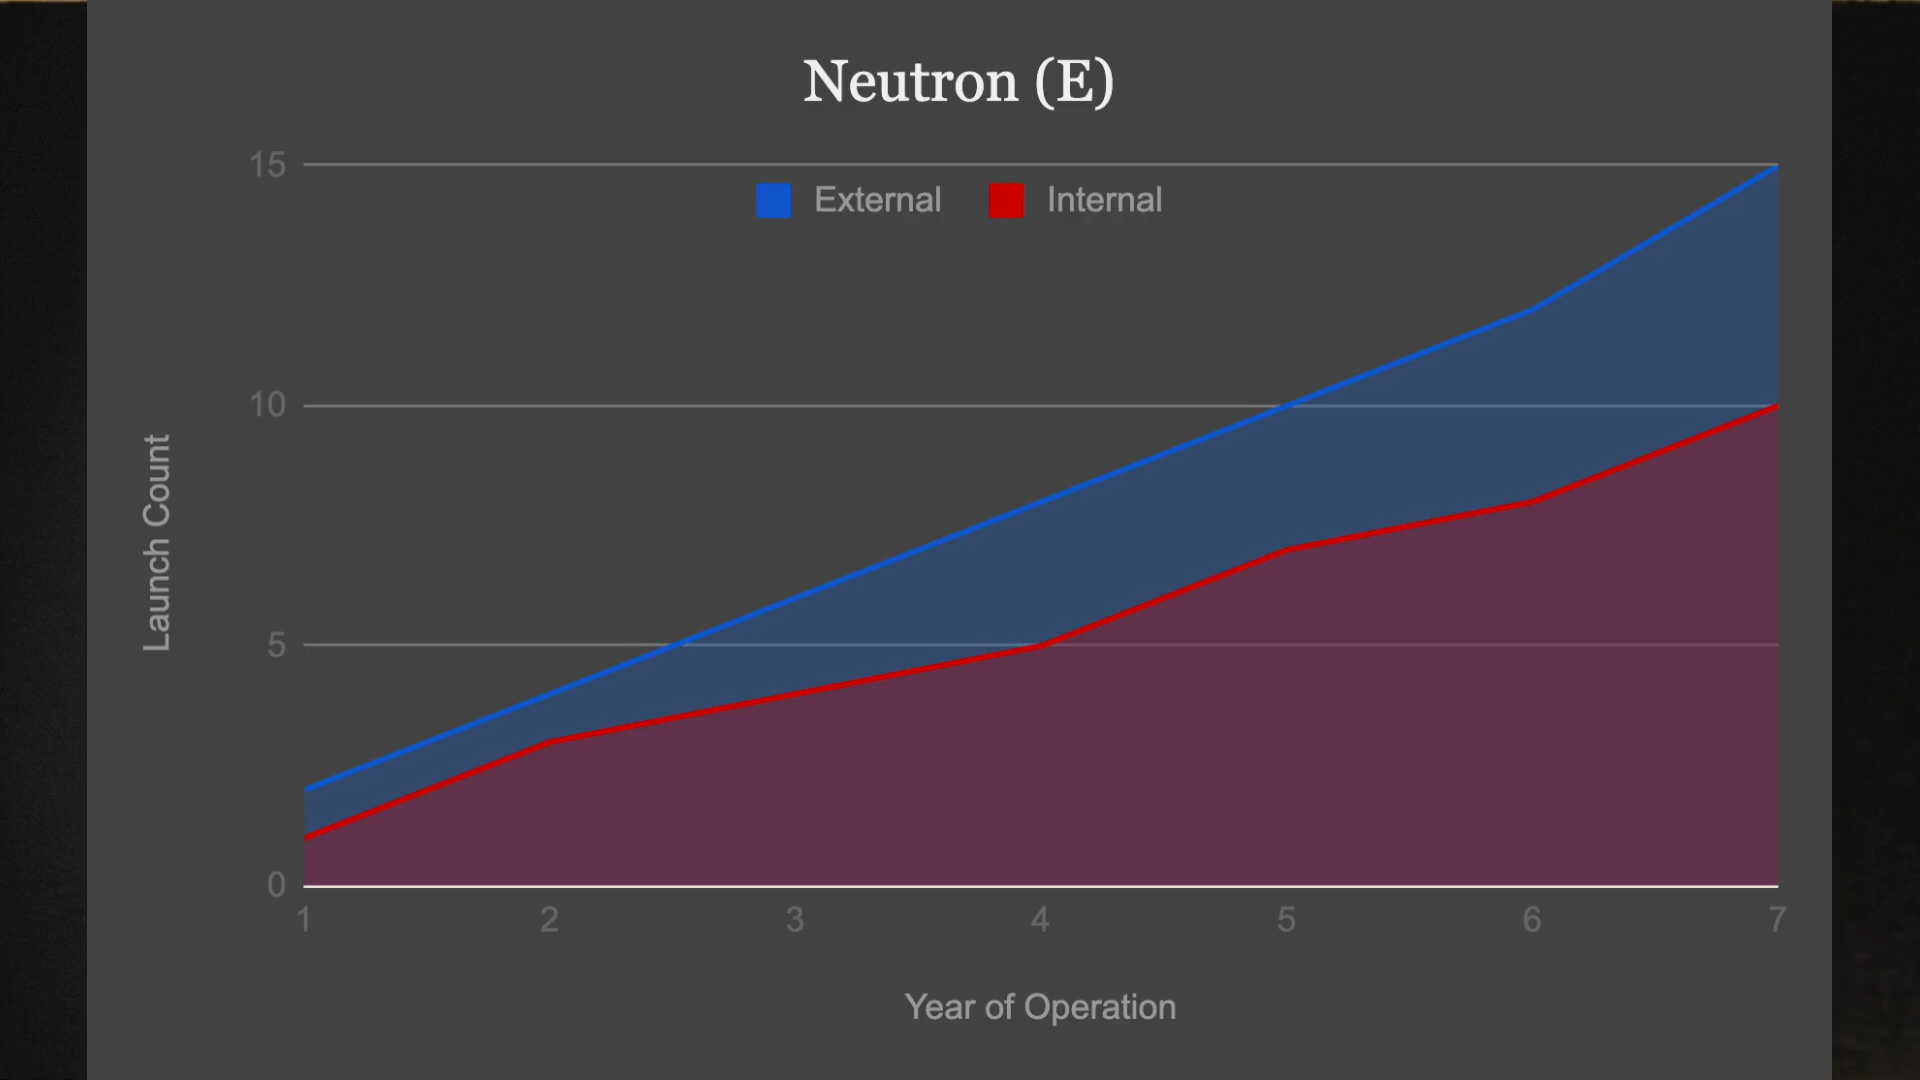 Neutron (E)
External
Internal
15
10
5
0
Launch Count
1 2 3 4 5 6 7
Year of Operation